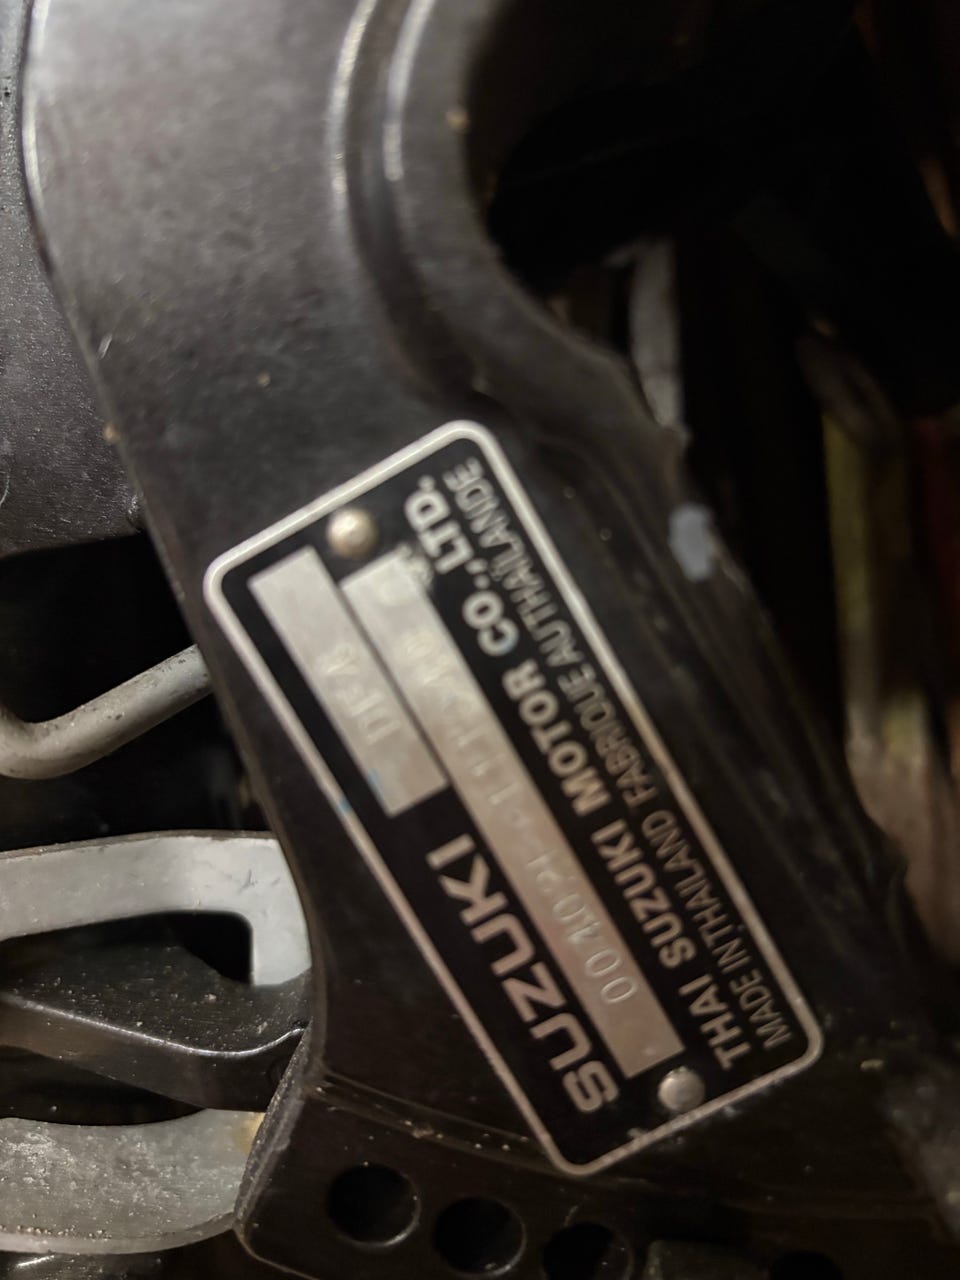 SUZUKI
THAI SUZUKI MOTOR CO., LTD.
MADE IN THAILAND FABRIQUE AU THAÏLANDE